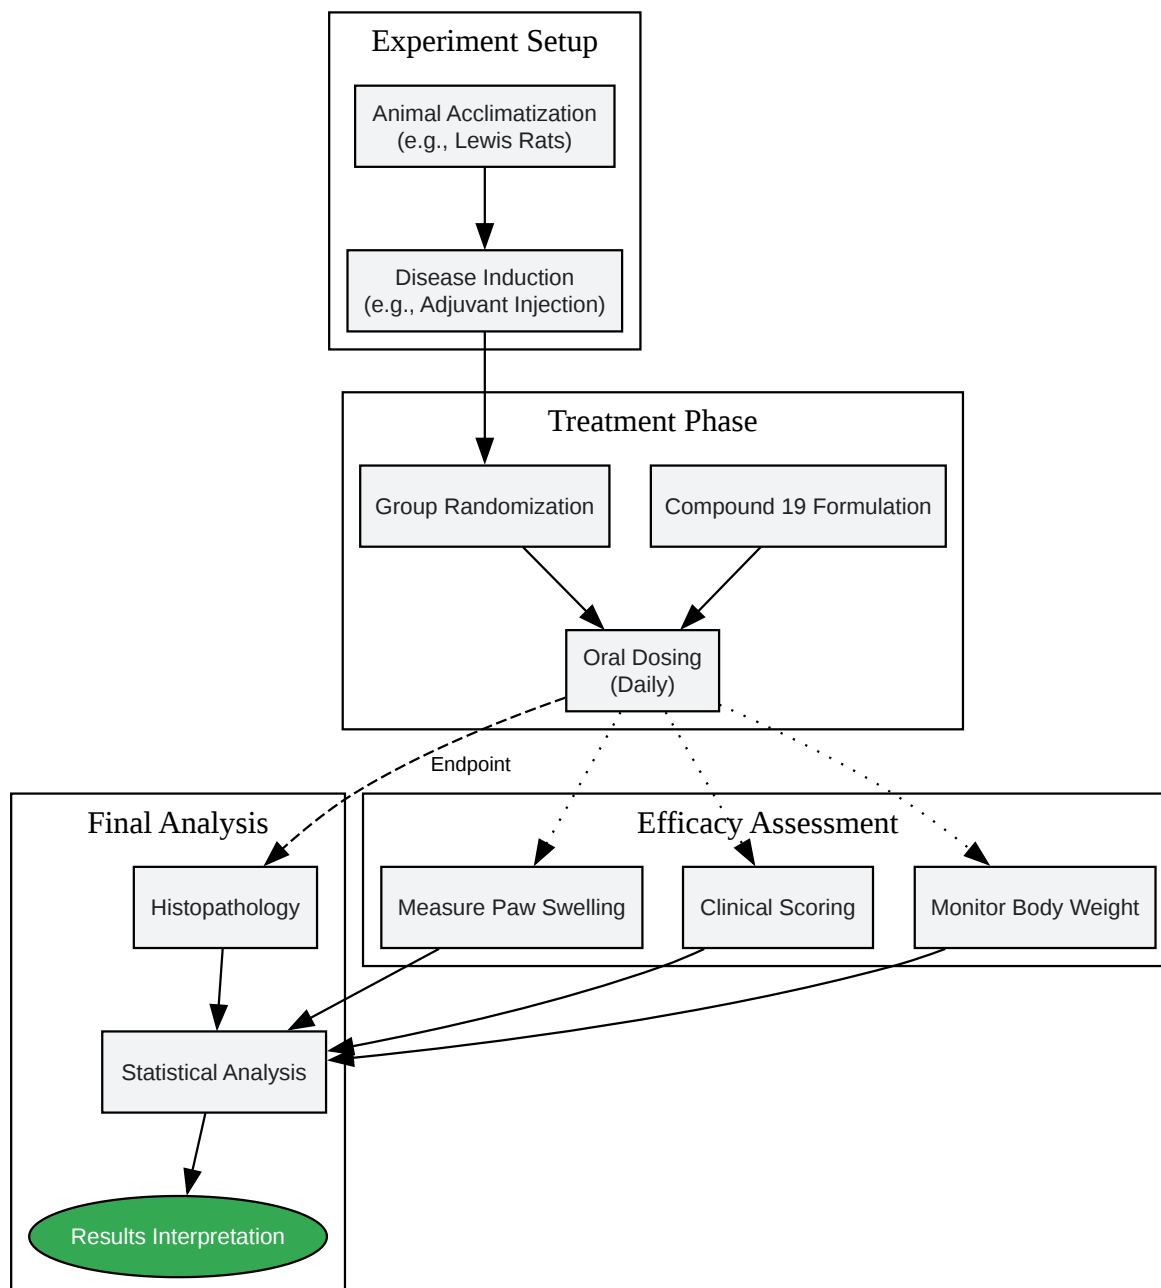 Experiment Setup
Animal Acclimatization
(e.g., Lewis Rats)
Disease Induction
(e.g., Adjuvant Injection)
Treatment Phase
Group Randomization
Compound 19 Formulation
Oral Dosing
(Daily)
Endpoint
Final Analysis
Efficacy Assessment
Histopathology
Measure Paw Swelling
Clinical Scoring
Monitor Body Weight
Statistical Analysis
Results Interpretation